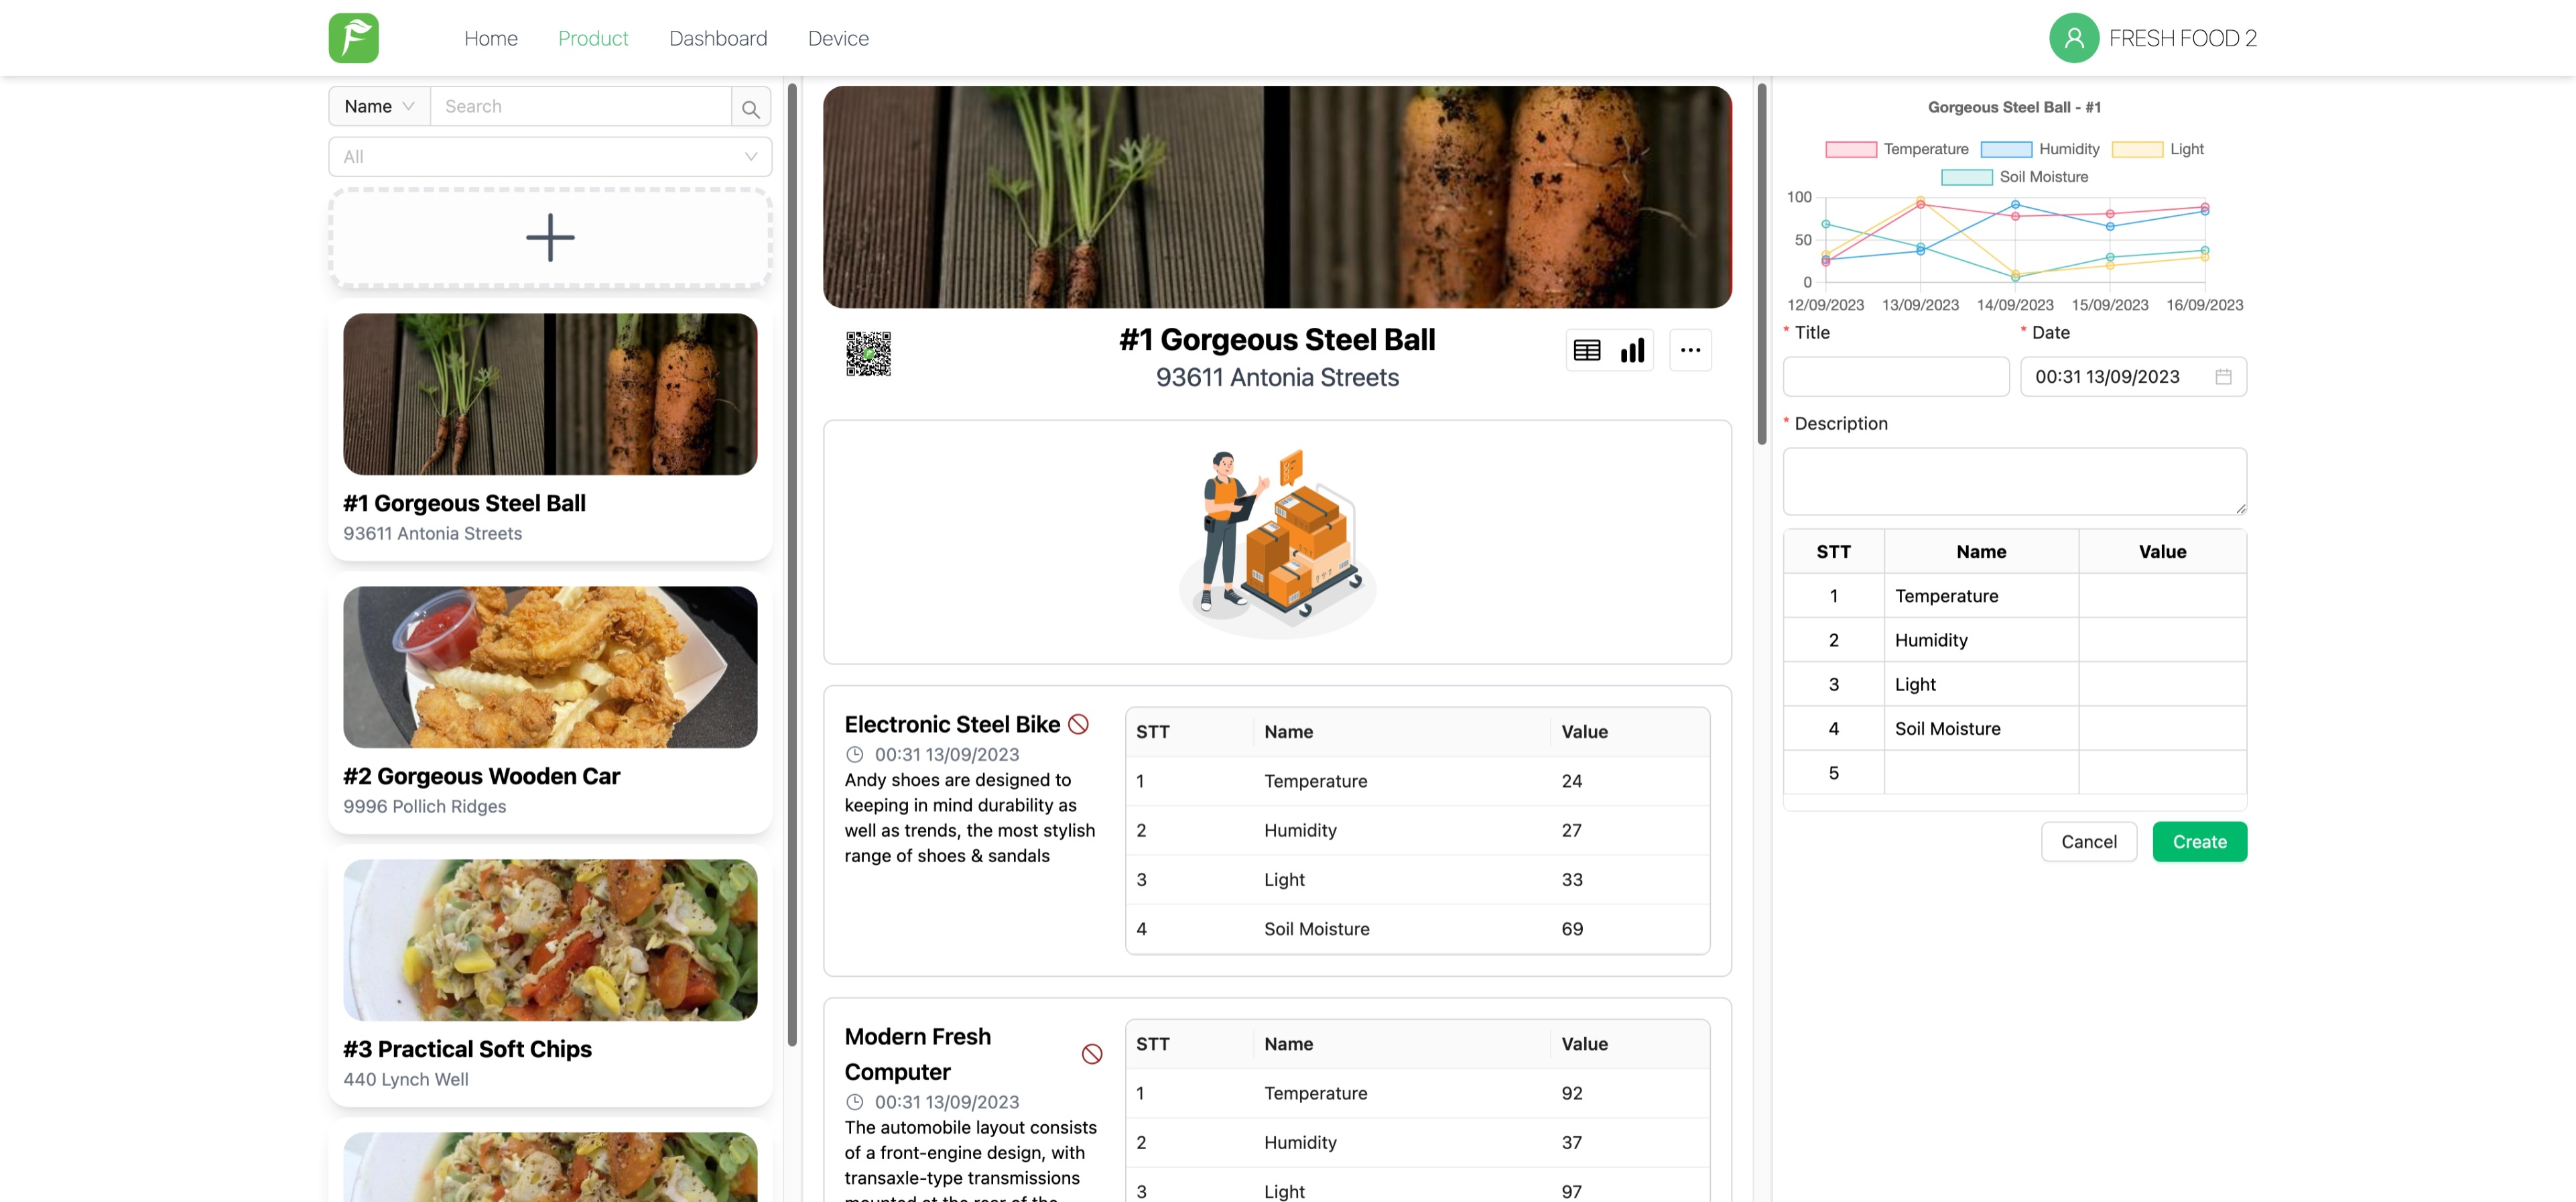 Home
Product
Dashboard
Device
FRESH FOOD 2
Name
Search
All
#1 Gorgeous Steel Ball
93611 Antonia Streets
#2 Gorgeous Wooden Car
9996 Pollich Ridges
#3 Practical Soft Chips
440 Lynch Well
#1 Gorgeous Steel Ball
93611 Antonia Streets
Electronic Steel Bike
00:31 13/09/2023
Andy shoes are designed to
keeping in mind durability as
well as trends, the most stylish
range of shoes & sandals
STT Name Value
1 Temperature 24
2 Humidity 27
3 Light 33
4 Soil Moisture 69
Modern Fresh
Computer
00:31 13/09/2023
The automobile layout consists
of a front-engine design, with
transaxle-type transmissions
mounted at the rear of the
STT Name Value
1 Temperature 92
2 Humidity 37
3 Light 97
Gorgeous Steel Ball - #1
Temperature Humidity Light
Soil Moisture
100
50
0
12/09/2023 13/09/2023 14/09/2023 15/09/2023 16/09/2023
* Title
* Date
00:31 13/09/2023
* Description
STT Name Value
1 Temperature
2 Humidity
3 Light
4 Soil Moisture
5
Cancel
Create